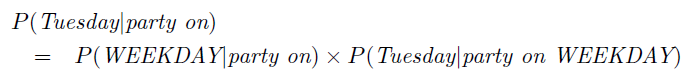 P(Tuesday|party on)
= P(WEEKDAY|party on) × P(Tuesday|party on WEEKDAY)